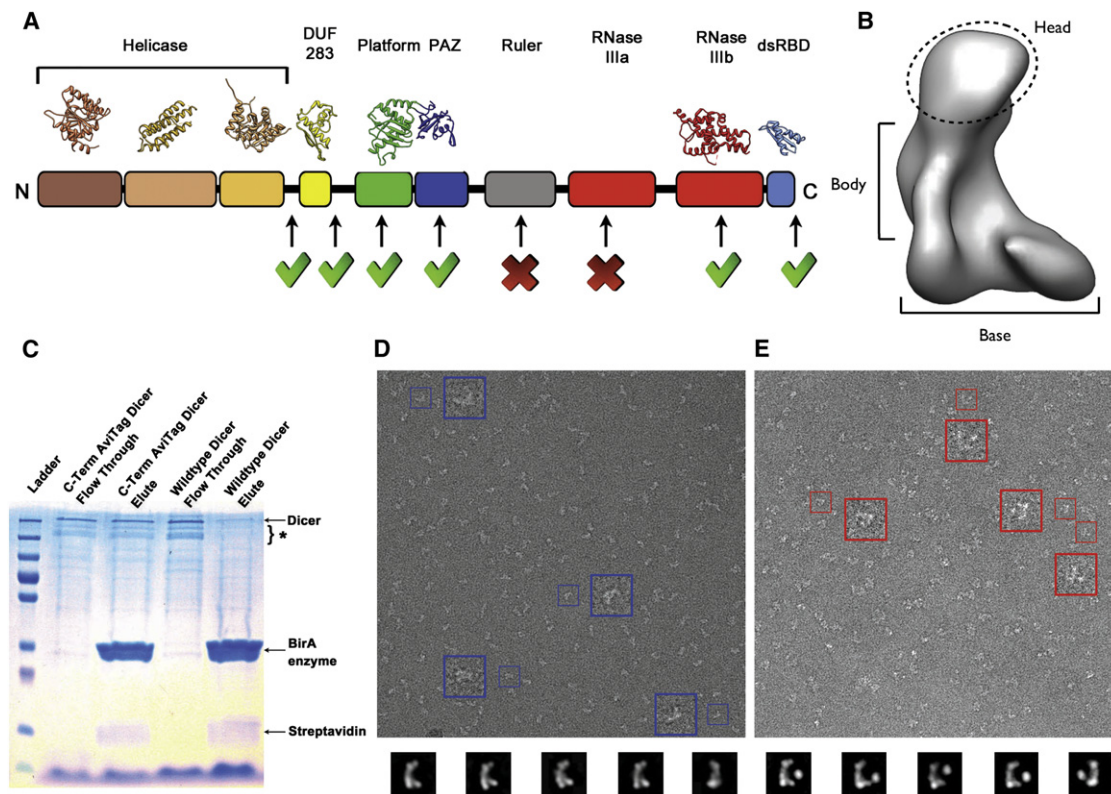 A
Helicase
DUF
283
Platform
PAZ
Ruler
RNase
IIIa
RNase
IIIb
dsRBD
N
C
B
Head
Body
Base
C
Ladder
C-Term AviTag Dicer
Flow Through
C-Term AviTag Dicer
Elute
Wildtype Dicer
Flow Through
Wildtype Dicer
Elute
Dicer
} *
BirA
enzyme
Streptavidin
D
E